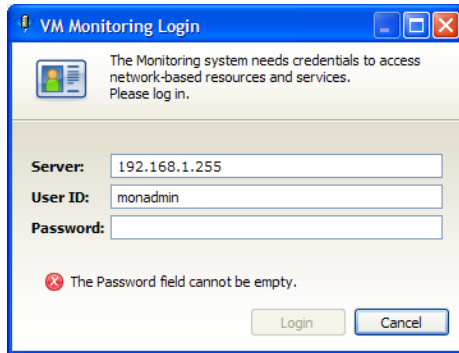 VM Monitoring Login
The Monitoring system needs credentials to access
network-based resources and services.
Please log in.
Server: 192.168.1.255
User ID: monadmin
Password:
The Password field cannot be empty.
Login Cancel